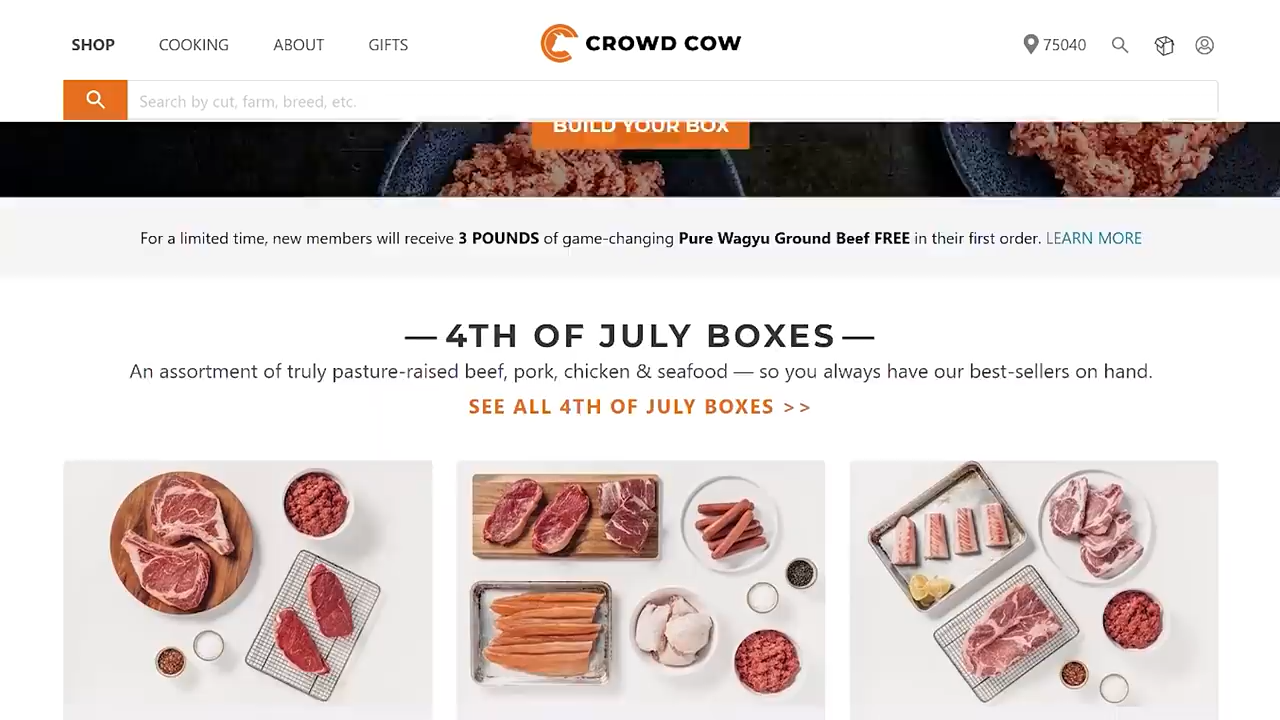 SHOP
COOKING
ABOUT
GIFTS
CROWD COW
75040
Search by cut, farm, breed, etc.
BUILD YOUR BOX
For a limited time, new members will receive 3 POUNDS of game-changing Pure Wagyu Ground Beef FREE in their first order. LEARN MORE
— 4TH OF JULY BOXES —
An assortment of truly pasture-raised beef, pork, chicken & seafood — so you always have our best-sellers on hand.
SEE ALL 4TH OF JULY BOXES >>